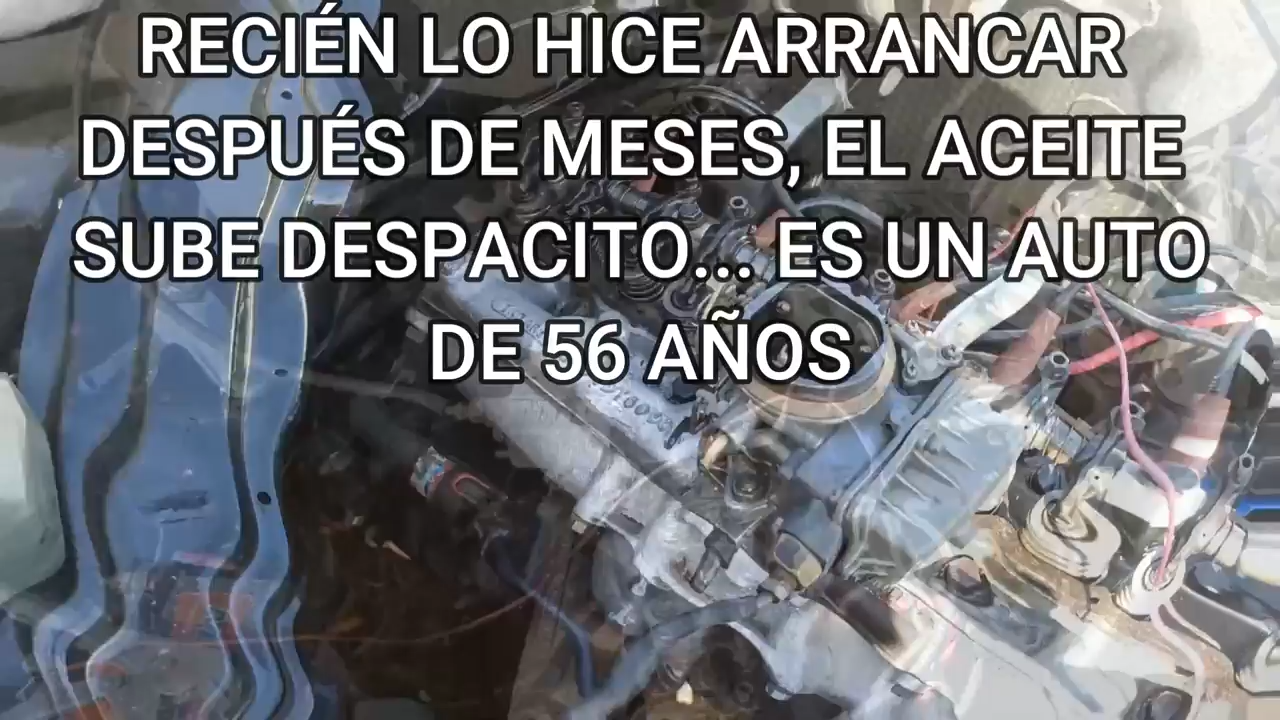 RECIÉN LO HICE ARRANCAR
DESPUÉS DE MESES, EL ACEITE
SUBE DESPACITO... ES UN AUTO
DE 56 AÑOS